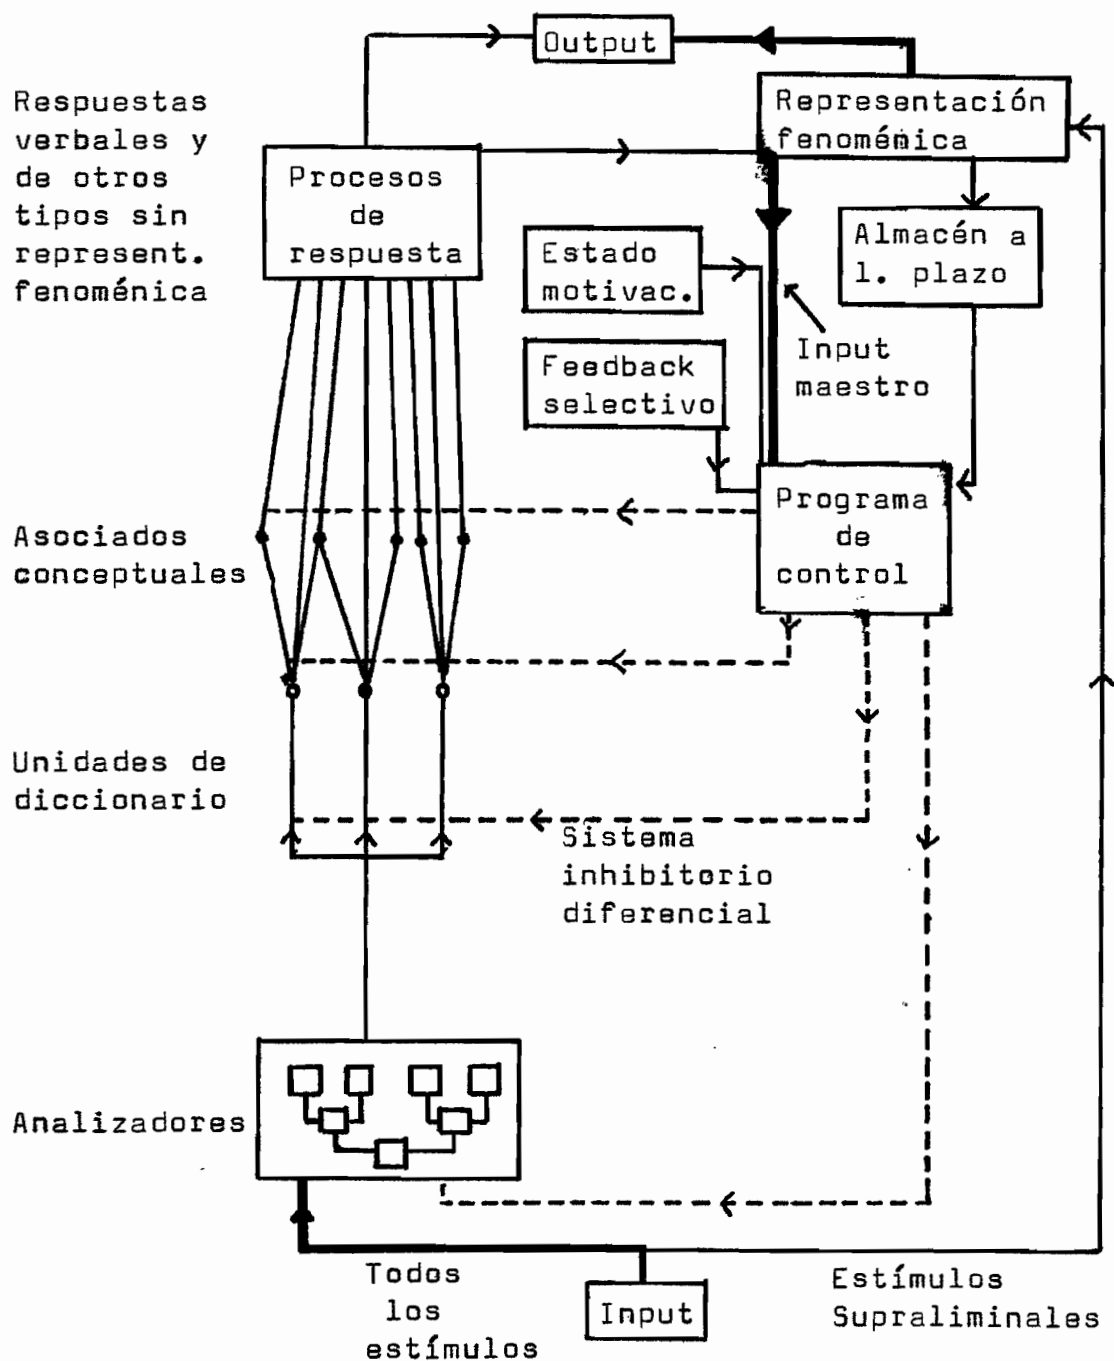 Output
Respuestas
verbales y
de otros
tipos sin
represent.
fenoménica
Representación
fenoménica
Procesos
de
respuesta
Estado
motivac.
Almacén a
l. plazo
Input
maestro
Feedback
selectivo
Programa
de
control
Asociados
conceptuales
Unidades de
diccionario
Sistema
inhibitorio
diferencial
Analizadores
Todos
los
estímulos
Input
Estímulos
Supraliminales